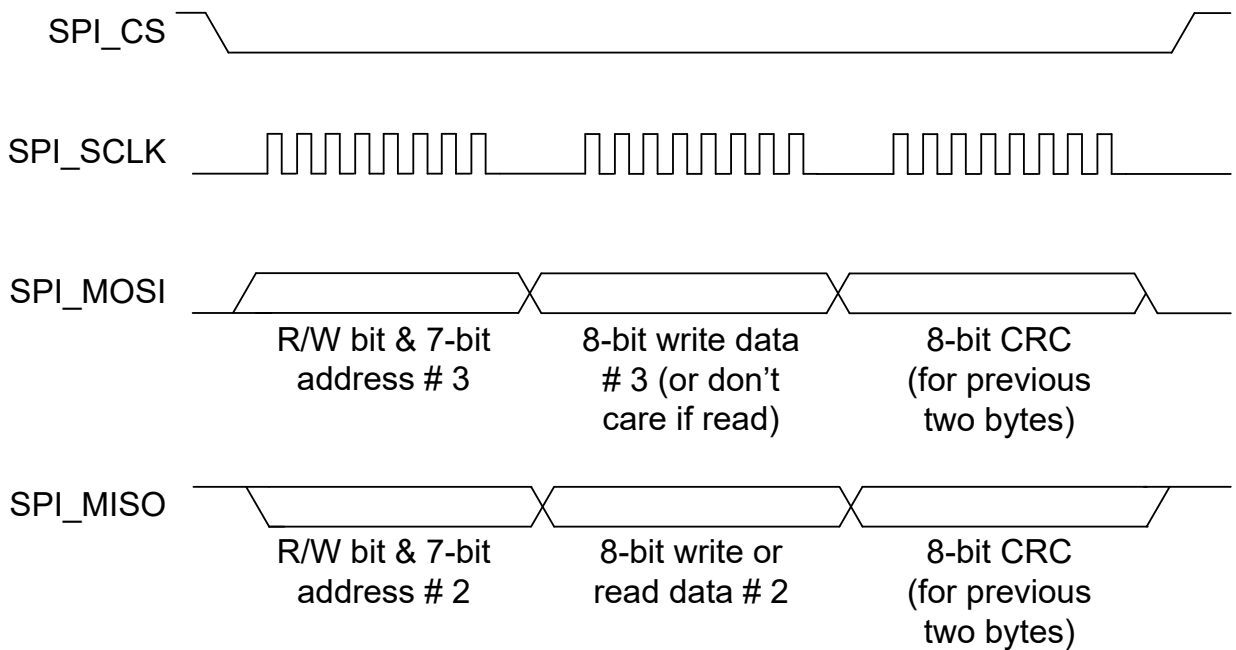 SPI_CS
SPI_SCLK
SPI_MOSI
R/W bit & 7-bit
address # 3
8-bit write data
# 3 (or don’t
care if read)
8-bit CRC
(for previous
two bytes)
SPI_MISO
R/W bit & 7-bit
address # 2
8-bit write or
read data # 2
8-bit CRC
(for previous
two bytes)